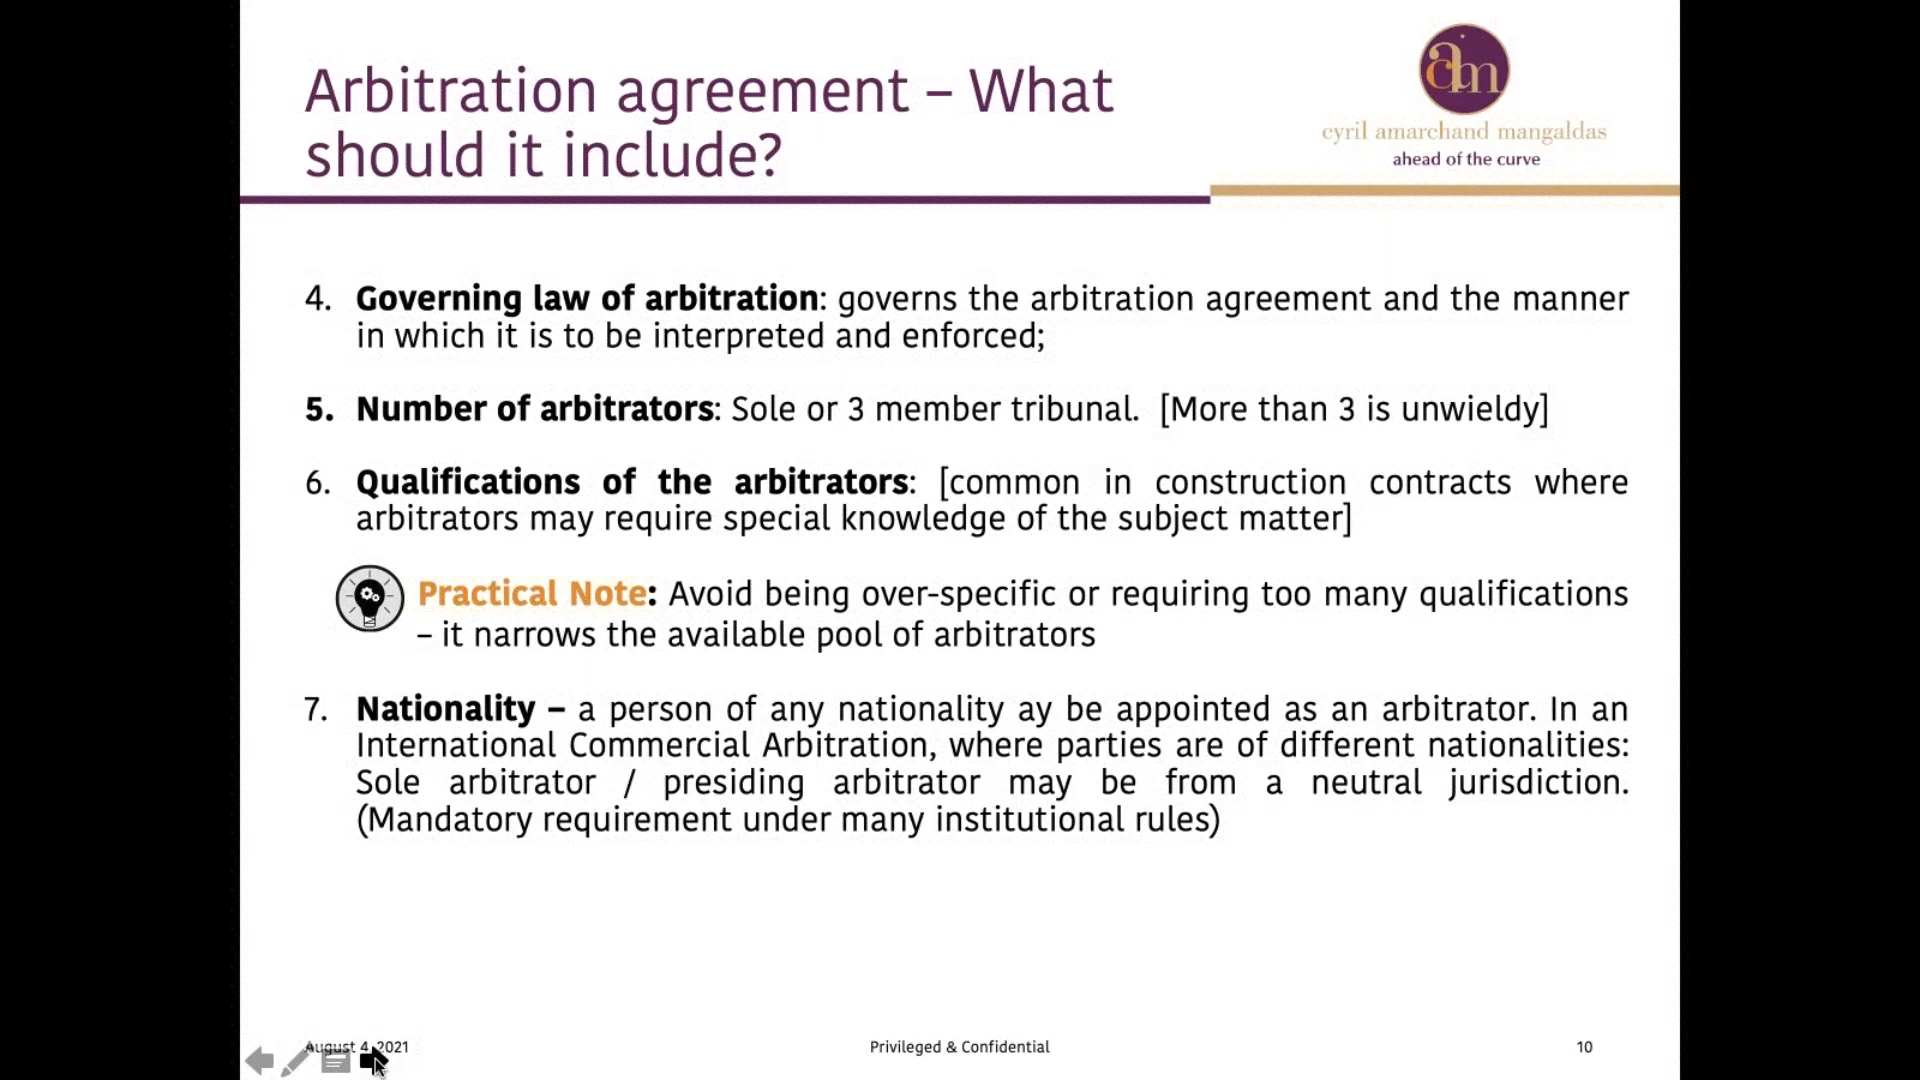 Arbitration agreement – What
should it include?
cam
cyril amarchand mangaldas
ahead of the curve
4. Governing law of arbitration: governs the arbitration agreement and the manner
in which it is to be interpreted and enforced;
5. Number of arbitrators: Sole or 3 member tribunal. [More than 3 is unwieldy]
6. Qualifications of the arbitrators: [common in construction contracts where
arbitrators may require special knowledge of the subject matter]
Practical Note: Avoid being over-specific or requiring too many qualifications
– it narrows the available pool of arbitrators
7. Nationality – a person of any nationality ay be appointed as an arbitrator. In an
International Commercial Arbitration, where parties are of different nationalities:
Sole arbitrator / presiding arbitrator may be from a neutral jurisdiction.
(Mandatory requirement under many institutional rules)
August 4, 2021
Privileged & Confidential
10